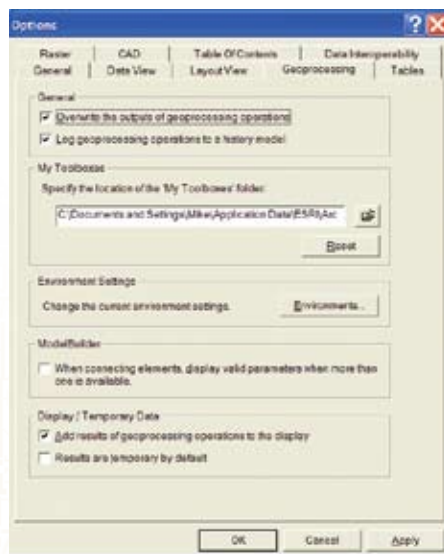 Options
Raster CAD Table Of Contents Data Interoperability
General Data View Layout View Geoprocessing Tables
General
Overwrite the outputs of geoprocessing operations
Log geoprocessing operations to a history model
My Toolboxes
Specify the location of the 'My Toolboxes' folder:
C:\Documents and Settings\Mike\Application Data\ESRI\Arc
Reset
Environment Settings
Change the current environment settings. Environments...
ModelBuilder
When connecting elements, display valid parameters when more than
one is available.
Display / Temporary Data
Add results of geoprocessing operations to the display
Results are temporary by default
OK Cancel Apply